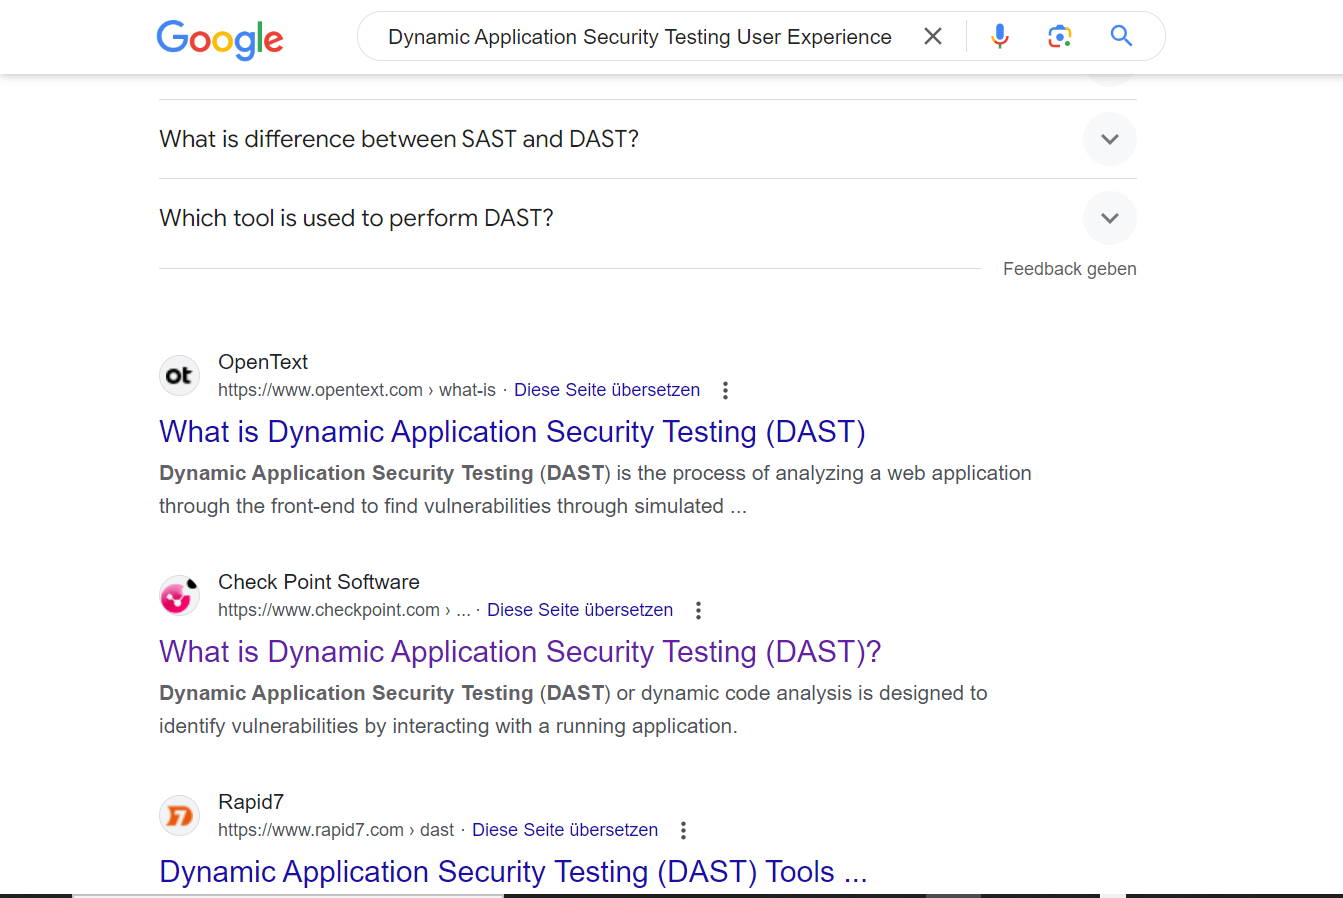 Google
Dynamic Application Security Testing User Experience
What is difference between SAST and DAST?
Which tool is used to perform DAST?
Feedback geben
ot
OpenText
https://www.opentext.com › what-is · Diese Seite übersetzen
What is Dynamic Application Security Testing (DAST)
Dynamic Application Security Testing (DAST) is the process of analyzing a web application
through the front-end to find vulnerabilities through simulated ...
Check Point Software
https://www.checkpoint.com › ... · Diese Seite übersetzen
What is Dynamic Application Security Testing (DAST)?
Dynamic Application Security Testing (DAST) or dynamic code analysis is designed to
identify vulnerabilities by interacting with a running application.
Rapid7
https://www.rapid7.com › dast · Diese Seite übersetzen
Dynamic Application Security Testing (DAST) Tools ...